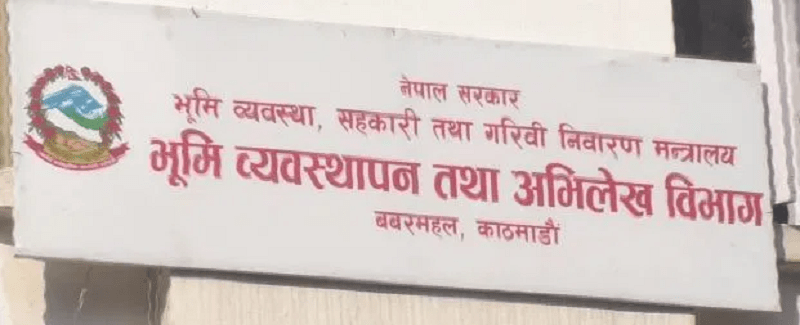 नेपाल सरकार
भूमि व्यवस्था, सहकारी तथा गरिवी निवारण मन्त्रालय
भूमि व्यवस्थापन तथा अभिलेख विभाग
बबरमहल, काठमाडौं